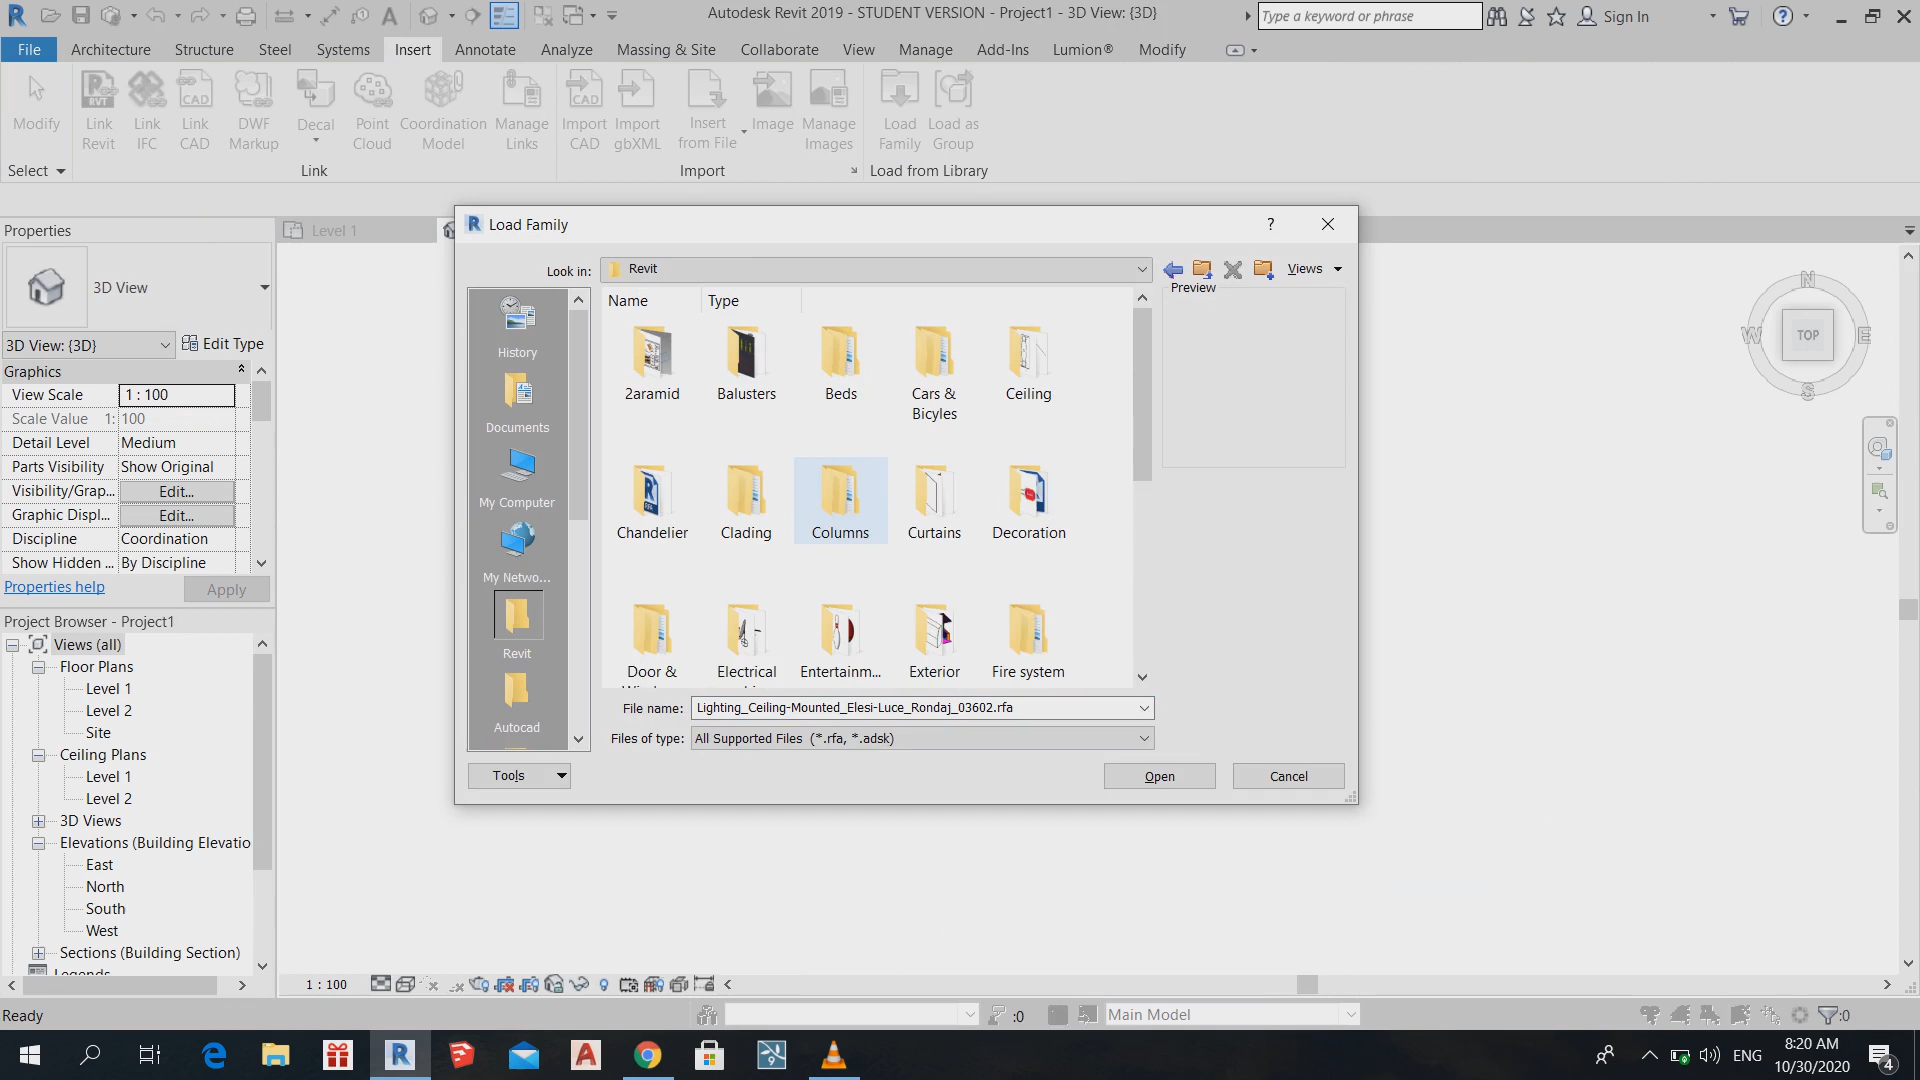 Autodesk Revit 2019 - STUDENT VERSION - Project1 - 3D View: {3D}
Type a keyword or phrase
Sign In
File Architecture Structure Steel Systems Insert Annotate Analyze Massing & Site Collaborate View Manage Add-Ins Lumion® Modify
Modify
Link Revit
Link IFC
Link CAD
DWF Markup
Decal
Point Cloud
Coordination Model
Manage Links
Import CAD
Import gbXML
Insert from File
Image
Manage Images
Load Family
Load as Group
Select
Link
Import
Load from Library
Properties
3D View
3D View: {3D}
Edit Type
Graphics
View Scale 1 : 100
Scale Value 1: 100
Detail Level Medium
Parts Visibility Show Original
Visibility/Grap... Edit...
Graphic Displ... Edit...
Discipline Coordination
Show Hidden ... By Discipline
Properties help
Apply
Project Browser - Project1
Views (all)
Floor Plans
Level 1
Level 2
Site
Ceiling Plans
Level 1
Level 2
3D Views
Elevations (Building Elevatio
East
North
South
West
Sections (Building Section)
Legends
Level 1
Load Family
?
Look in:
Revit
Views
Preview
History
Documents
My Computer
My Netwo...
Revit
Autocad
Name Type
2aramid
Balusters
Beds
Cars & Bicyles
Ceiling
Chandelier
Clading
Columns
Curtains
Decoration
Door &
Electrical
Entertainm...
Exterior
Fire system
File name: Lighting_Ceiling-Mounted_Elesi-Luce_Rondaj_03602.rfa
Files of type: All Supported Files (*.rfa, *.adsk)
Tools
Open
Cancel
N
W
TOP
E
S
1 : 100
Ready
:0
Main Model
:0
ENG
8:20 AM
10/30/2020
4